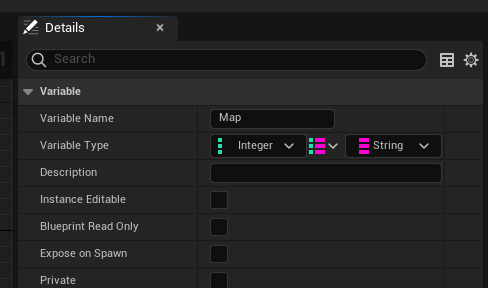 Details
Search
Variable
Variable Name Map
Variable Type Integer String
Description
Instance Editable
Blueprint Read Only
Expose on Spawn
Private